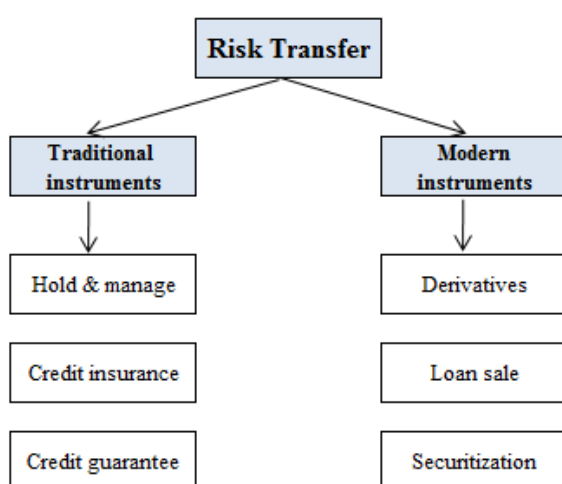 Risk Transfer
Traditional
instruments
Modern
instruments
Hold & manage
Derivatives
Credit insurance
Loan sale
Credit guarantee
Securitization